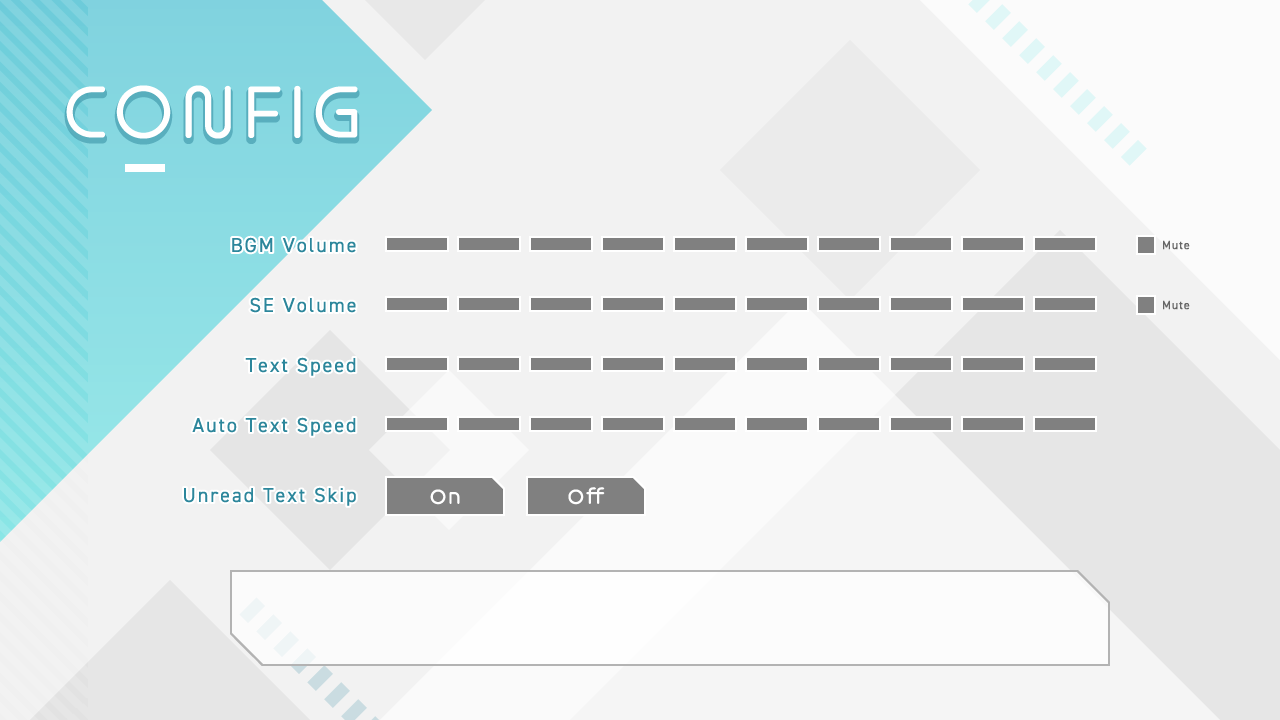 CONFIG
BGM Volume Mute
SE Volume Mute
Text Speed
Auto Text Speed
Unread Text Skip On Off